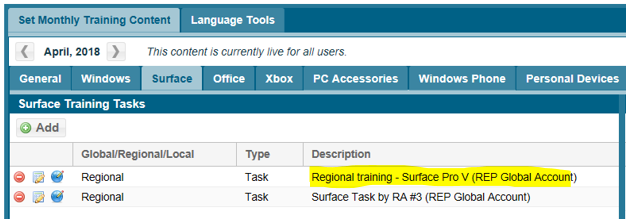 Set Monthly Training Content Language Tools
April, 2018 This content is currently live for all users.
General Windows Surface Office Xbox PC Accessories Windows Phone Personal Devices
Surface Training Tasks
Add
Global/Regional/Local Type Description
Regional Task Regional training - Surface Pro V (REP Global Account)
Regional Task Surface Task by RA #3 (REP Global Account)